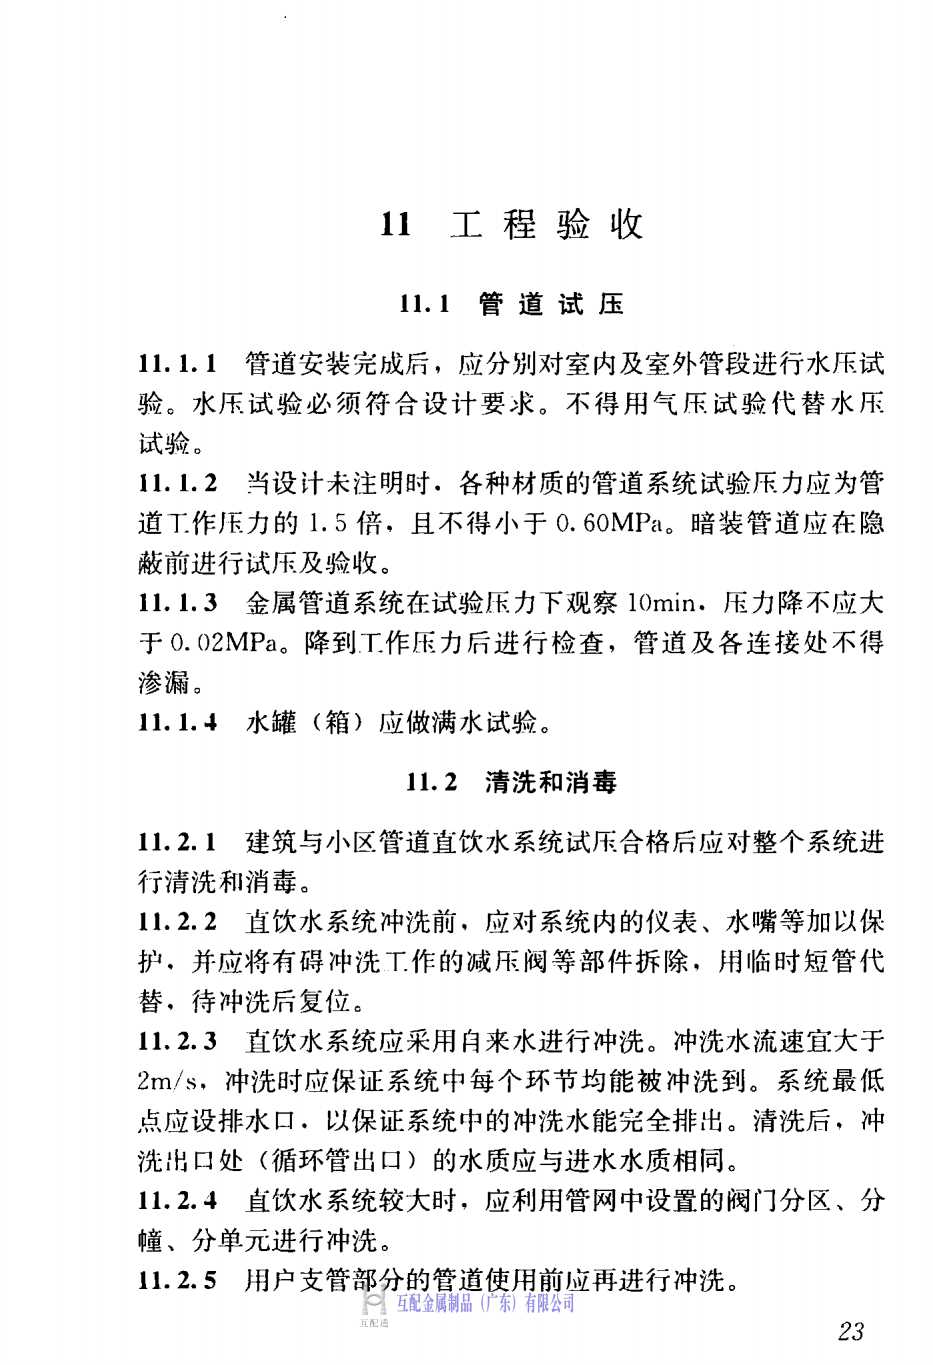 11 工程验收
11.1 管道试压
11.1.1 管道安装完成后，应分别对室内及室外管段进行水压试
验。水压试验必须符合设计要求。不得用气压试验代替水压
试验。
11.1.2 当设计未注明时，各种材质的管道系统试验压力应为管
道工作压力的 1.5 倍，且不得小于 0.60MPa。暗装管道应在隐
蔽前进行试压及验收。
11.1.3 金属管道系统在试验压力下观察 10min，压力降不应大
于 0.02MPa。降到工作压力后进行检查，管道及各连接处不得
渗漏。
11.1.4 水罐（箱）应做满水试验。
11.2 清洗和消毒
11.2.1 建筑与小区管道直饮水系统试压合格后应对整个系统进
行清洗和消毒。
11.2.2 直饮水系统冲洗前，应对系统内的仪表、水嘴等加以保
护，并应将有碍冲洗工作的减压阀等部件拆除，用临时短管代
替，待冲洗后复位。
11.2.3 直饮水系统应采用自来水进行冲洗。冲洗水流速宜大于
2m/s，冲洗时应保证系统中每个环节均能被冲洗到。系统最低
点应设排水口，以保证系统中的冲洗水能完全排出。清洗后，冲
洗出口处（循环管出口）的水质应与进水水质相同。
11.2.4 直饮水系统较大时，应利用管网中设置的阀门分区、分
幢、分单元进行冲洗。
11.2.5 用户支管部分的管道使用前应再进行冲洗。
互配金属制品（广东）有限公司
互配通
23